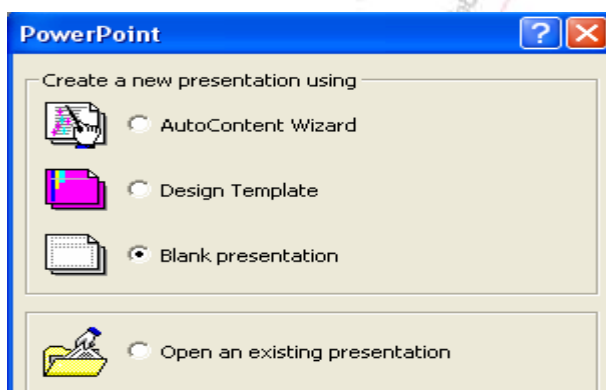 PowerPoint
Create a new presentation using
AutoContent Wizard
Design Template
Blank presentation
Open an existing presentation